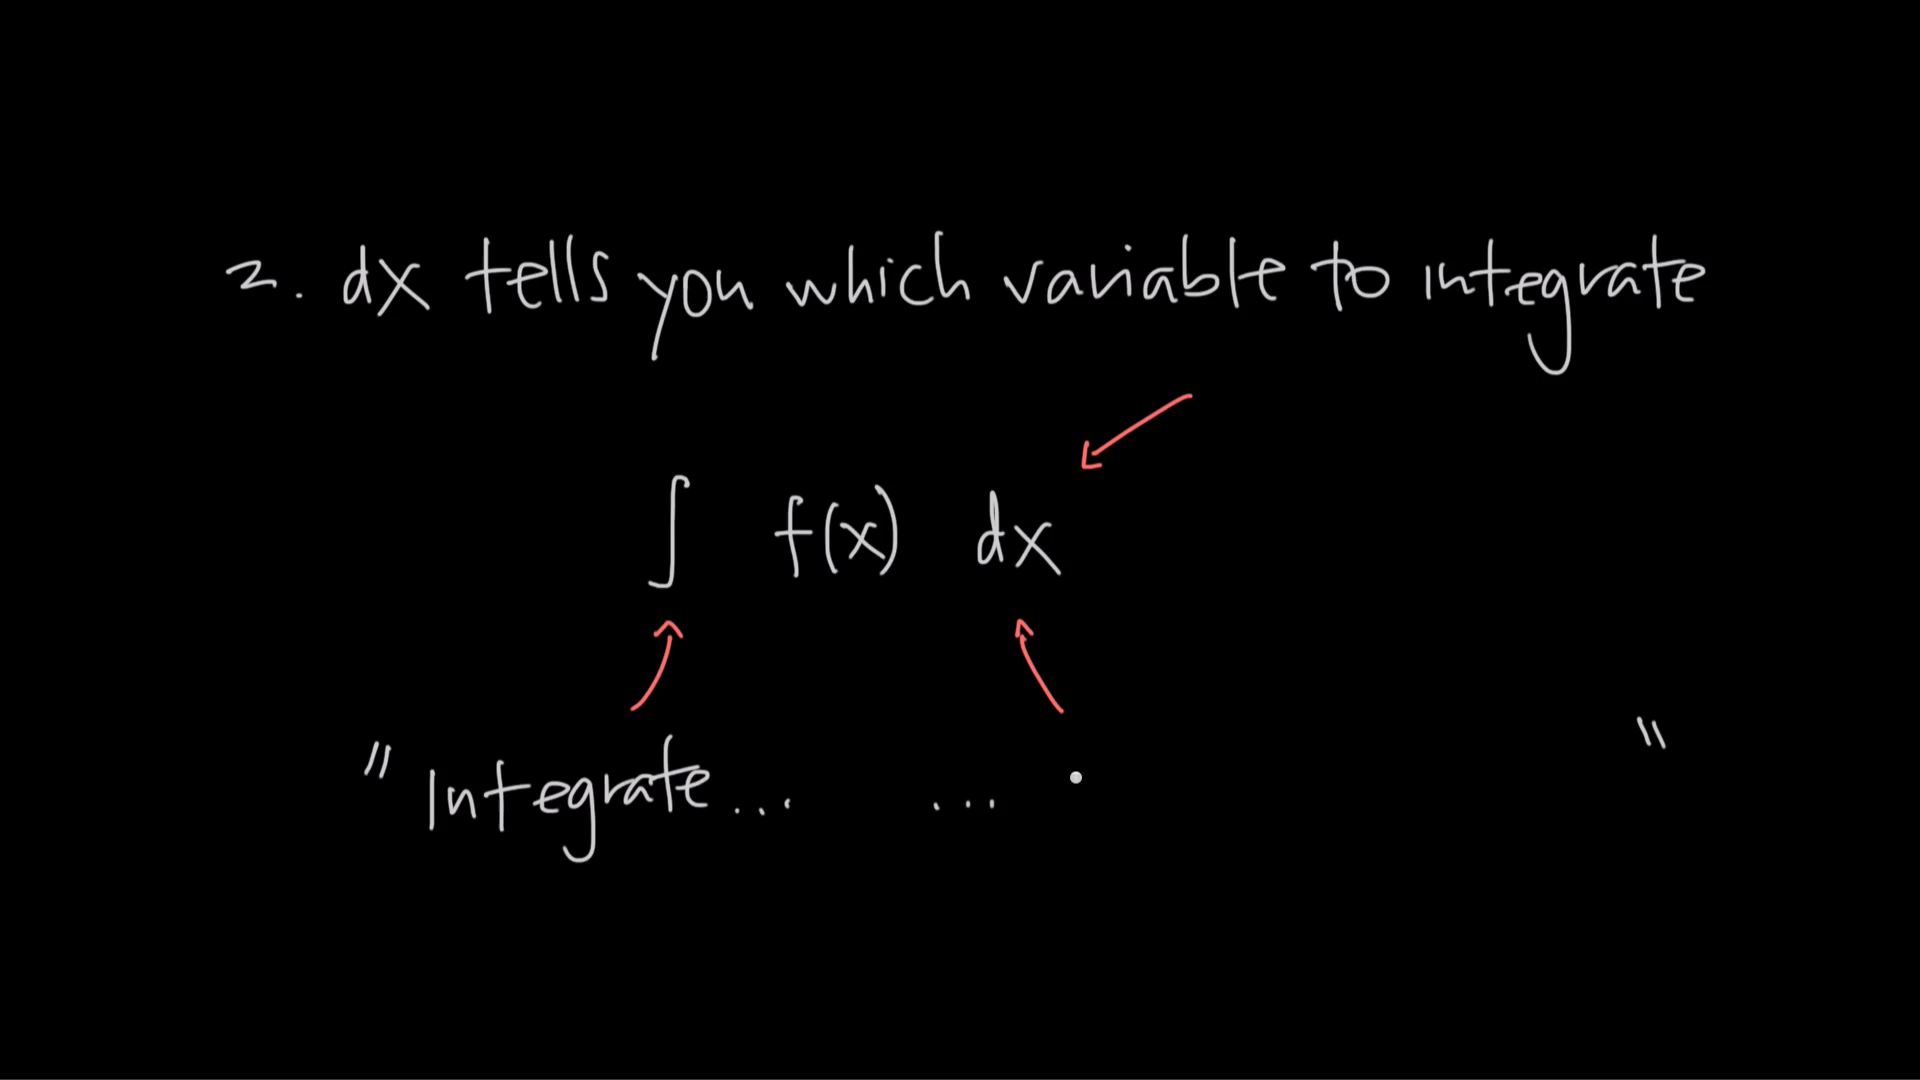 2. dx tells you which variable to integrate
∫ f(x) dx
" Integrate... ... "